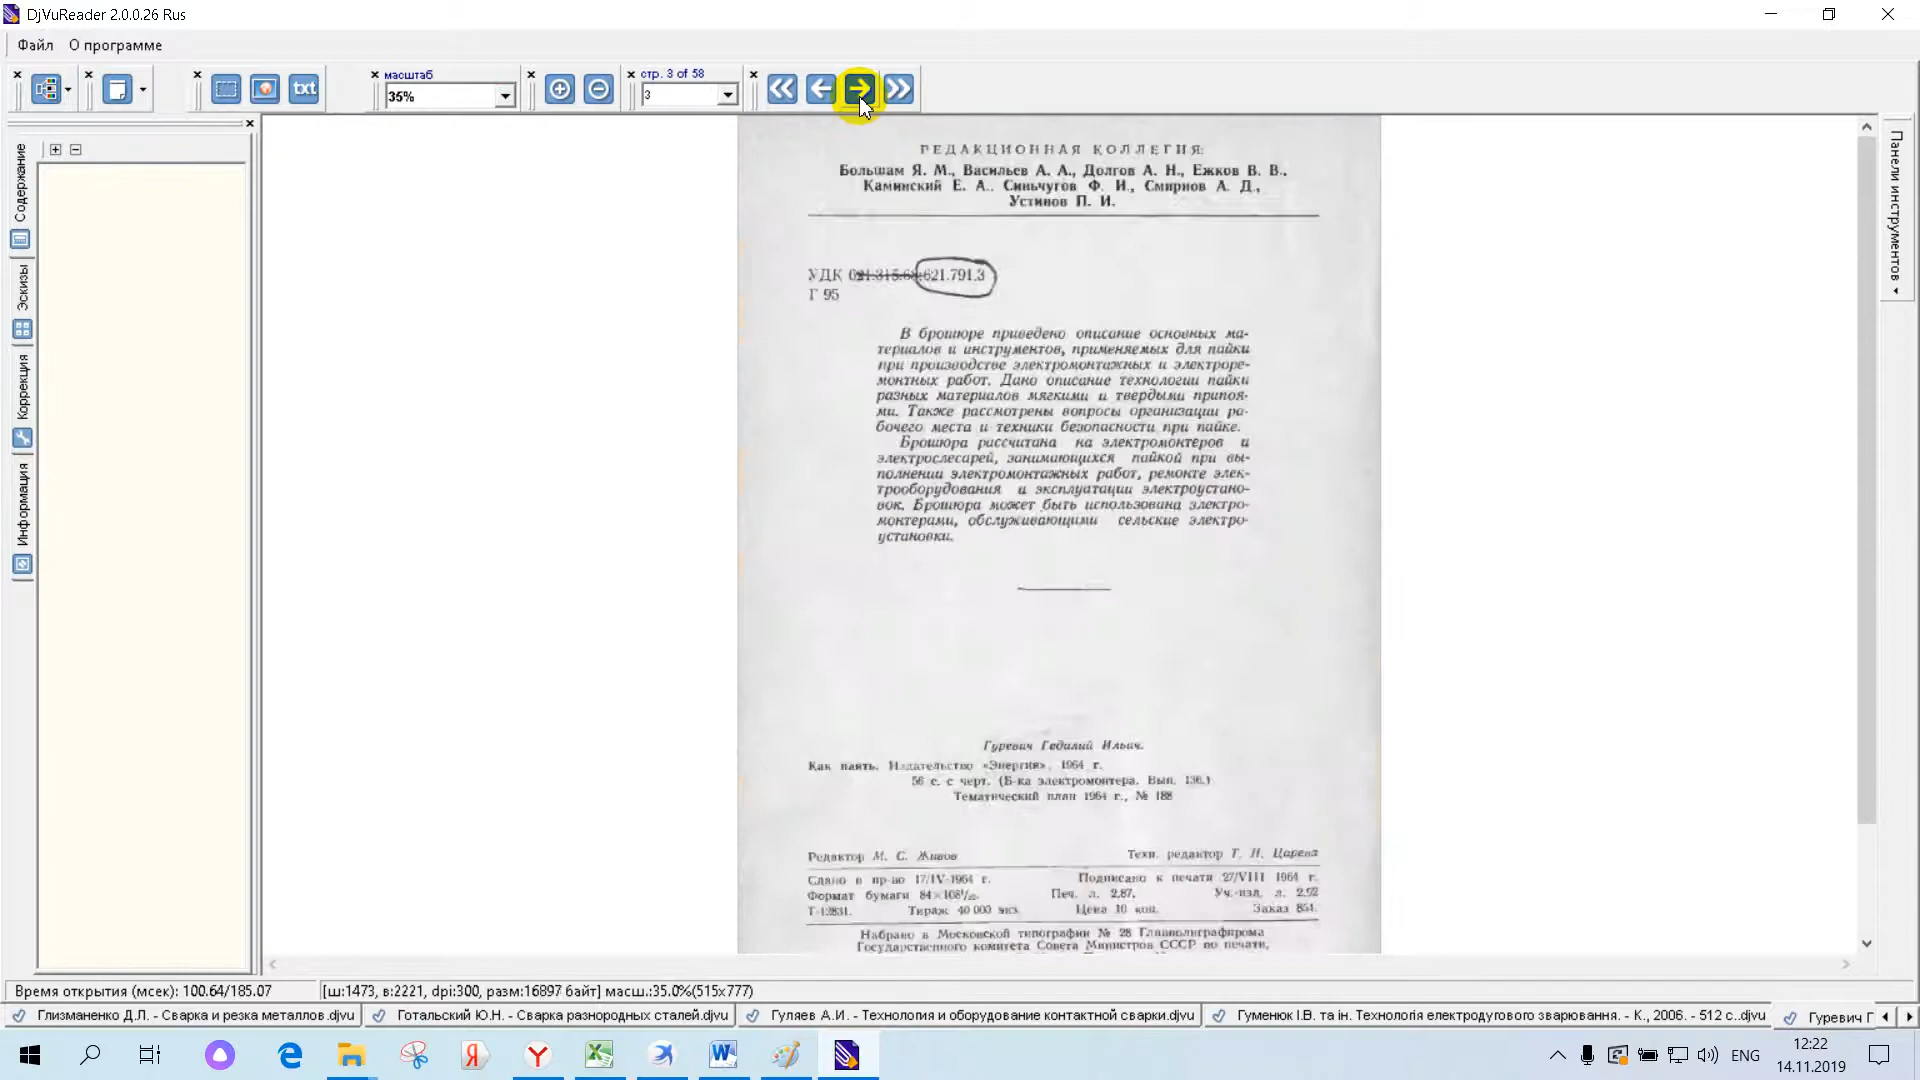 DjVuReader 2.0.0.26 Rus
Файл О программе
масштаб
35%
стр. 3 of 58
3
txt
Содержание
Эскизы
Коррекция
Информация
Панели инструментов
РЕДАКЦИОННАЯ КОЛЛЕГИЯ:
Большам Я. М., Васильев А. А., Долгов А. Н., Ежков В. В.,
Каминский Е. А., Синьчугов Ф. И., Смирнов А. Д.,
Устинов П. И.
УДК 621.315.68:621.791.3
Г 95
В брошюре приведено описание основных ма-
териалов и инструментов, применяемых для пайки
при производстве электромонтажных и электроре-
монтных работ. Дано описание технологии пайки
разных материалов мягкими и твердыми припоя-
ми. Также рассмотрены вопросы организации ра-
бочего места и техники безопасности при пайке.
Брошюра рассчитана на электромонтеров и
электрослесарей, занимающихся пайкой при вы-
полнении электромонтажных работ, ремонте элек-
трооборудования и эксплуатации электроустано-
вок. Брошюра может быть использована электро-
монтерами, обслуживающими сельские электро-
установки.
Гуревич Гедалий Ильич.
Как паять. Издательство «Энергия», 1964 г.
56 с. с черт. (Б-ка электромонтера. Вып. 136.)
Тематический план 1964 г., № 188
Редактор М. С. Живов Техн. редактор Г. И. Царева
Сдано в пр-во 17/IV-1964 г. Подписано к печати 27/VIII 1964 г.
Формат бумаги 84×108¹/₃₂. Печ. л. 2,87. Уч.-изд. л. 2,92
Т-12831. Тираж 40 000 экз. Цена 10 коп. Заказ 851.
Набрано в Московской типографии № 28 Главполиграфпрома
Государственного комитета Совета Министров СССР по печати,
Время открытия (мсек): 100.64/185.07 [ш:1473, в:2221, dpi:300, разм:16897 байт] масш.:35.0%(515x777)
Глизманенко Д.Л. - Сварка и резка металлов.djvu Готальский Ю.Н. - Сварка разнородных сталей.djvu Гуляев А.И. - Технология и оборудование контактной сварки.djvu Гуменюк І.В. та ін. Технологія електродугового зварювання. - К., 2006. - 512 с..djvu Гуревич Г
ENG
12:22
14.11.2019